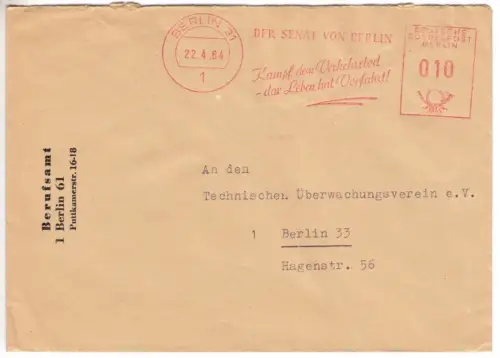 BERLIN 31
22.4.64
1
DER SENAT VON BERLIN
Kampf dem Verkehrstod
- das Leben hat Vorfahrt!
DEUTSCHE
BUNDESPOST
BERLIN
010
Berufsamt
1 Berlin 61
Puttkamerstr. 16-18
An den
Technischen Überwachungsverein e.V.
1 Berlin 33
Hagenstr. 56